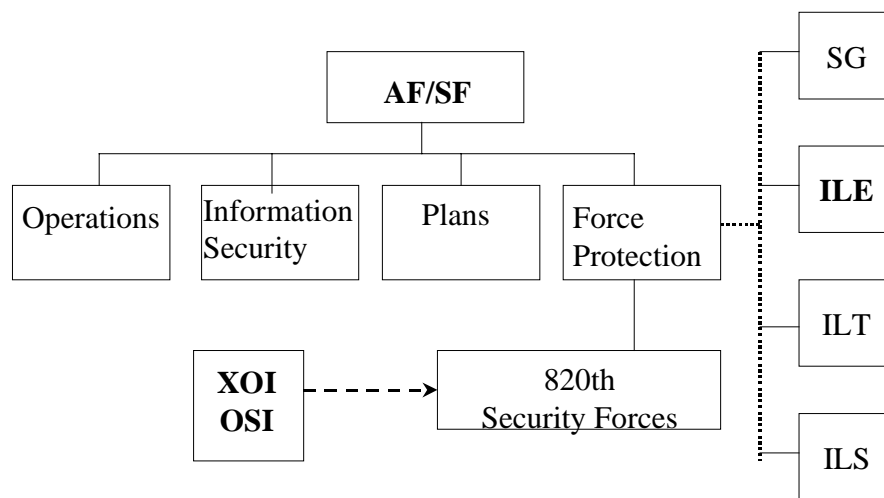 SG
AF/SF
ILE
Operations
Information
Security
Plans
Force
Protection
ILT
XOI
OSI
820th
Security Forces
ILS